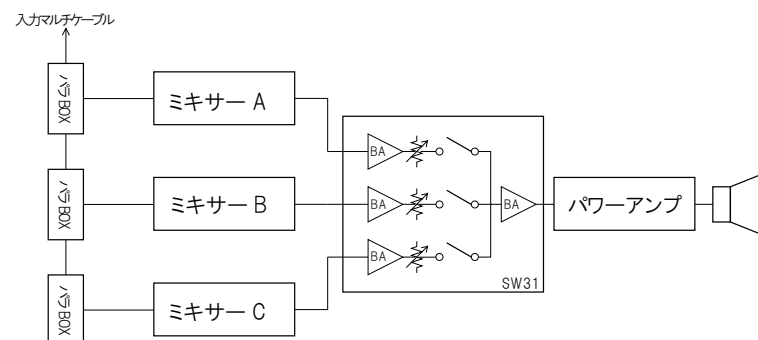 入力マルチケーブル
パラBOX
ミキサー A
BA
パラBOX
ミキサー B
BA
BA
パワーアンプ
パラBOX
ミキサー C
BA
SW31